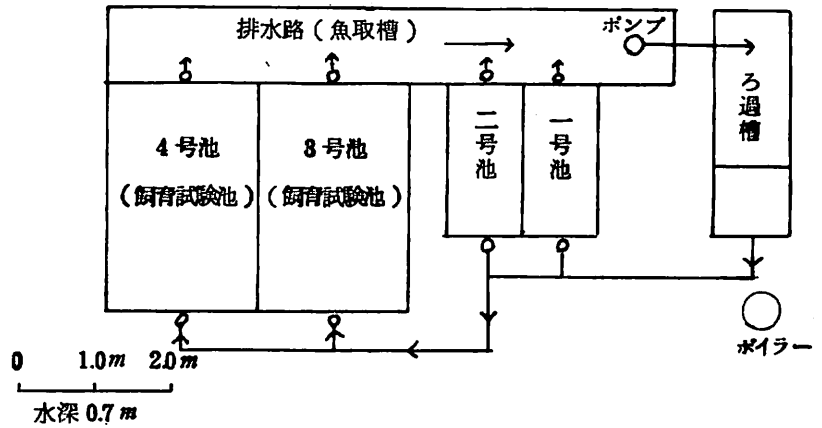 排水路(魚取槽)
ポンプ
ろ過槽
4号池
(飼育試験池)
3号池
(飼育試験池)
二号池
一号池
ボイラー
0 1.0m 2.0m
水深0.7m